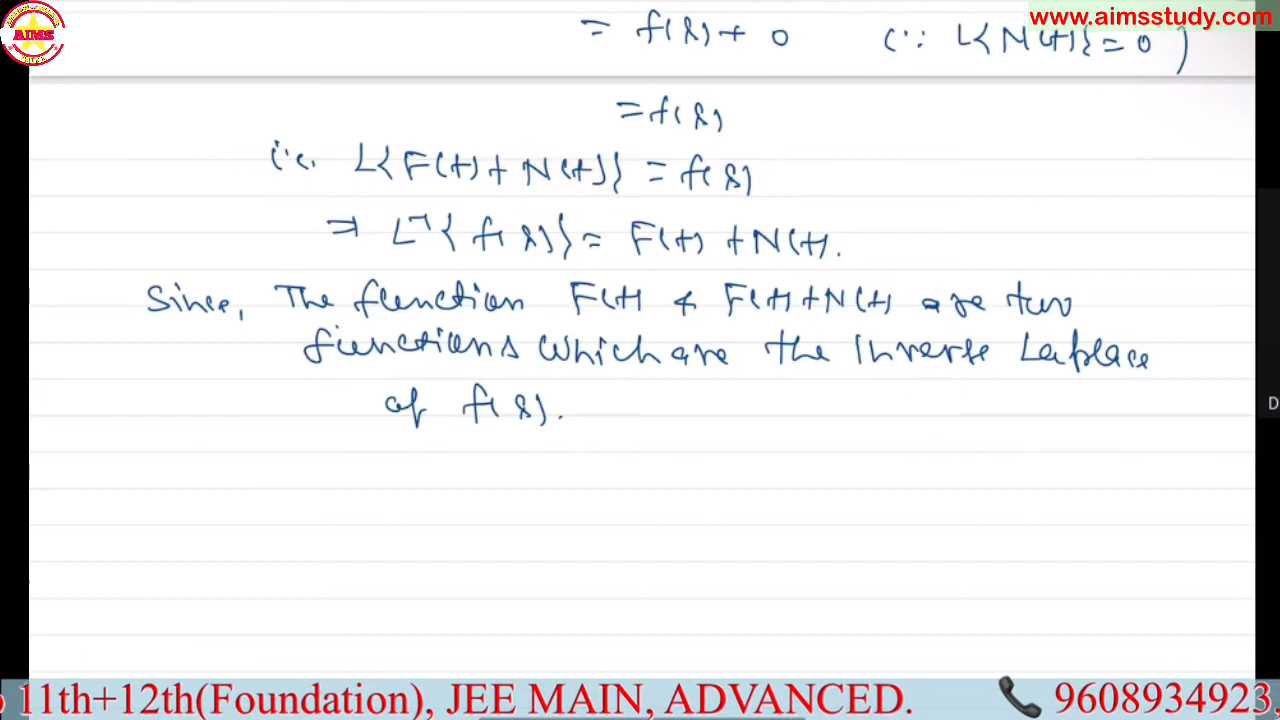 AIMS
www.aimsstudy.com
= f(s) + 0 (∵ L{N(t)} = 0)
= f(s)
i.e. L{F(t) + N(t)} = f(s)
⇒ L⁻¹{f(s)} = F(t) + N(t).
Since, The function F(t) & F(t)+N(t) are two
functions which are the inverse Laplace
of f(s).
D
11th+12th(Foundation), JEE MAIN, ADVANCED. 9608934923.